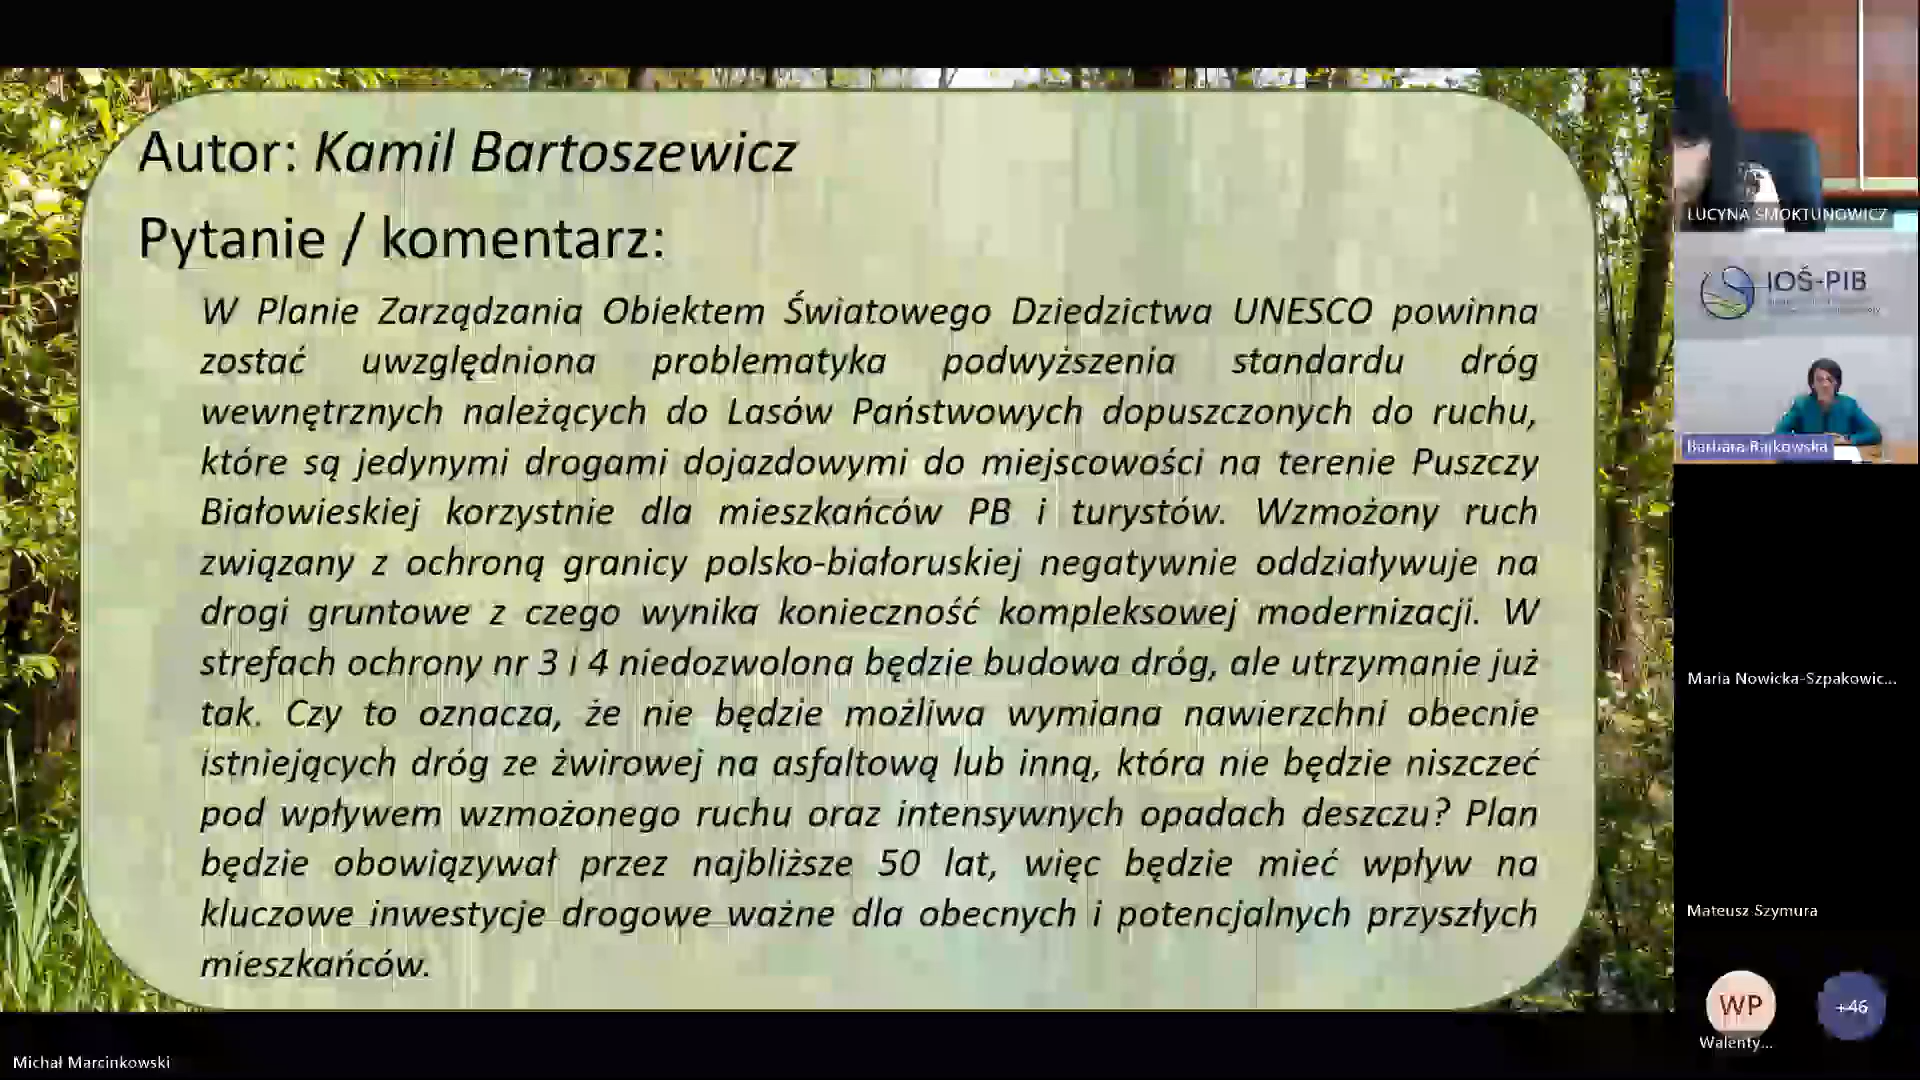 Autor: Kamil Bartoszewicz
Pytanie / komentarz:
W Planie Zarządzania Obiektem Światowego Dziedzictwa UNESCO powinna
zostać uwzględniona problematyka podwyższenia standardu dróg
wewnętrznych należących do Lasów Państwowych dopuszczonych do ruchu,
które są jedynymi drogami dojazdowymi do miejscowości na terenie Puszczy
Białowieskiej korzystnie dla mieszkańców PB i turystów. Wzmożony ruch
związany z ochroną granicy polsko-białoruskiej negatywnie oddziaływuje na
drogi gruntowe z czego wynika konieczność kompleksowej modernizacji. W
strefach ochrony nr 3 i 4 niedozwolona będzie budowa dróg, ale utrzymanie już
tak. Czy to oznacza, że nie będzie możliwa wymiana nawierzchni obecnie
istniejących dróg ze żwirowej na asfaltową lub inną, która nie będzie niszczeć
pod wpływem wzmożonego ruchu oraz intensywnych opadach deszczu? Plan
będzie obowiązywał przez najbliższe 50 lat, więc będzie mieć wpływ na
kluczowe inwestycje drogowe ważne dla obecnych i potencjalnych przyszłych
mieszkańców.
LUCYNA SMOKTUNOWICZ
IOŚ-PIB
Barbara Rajkowska
Maria Nowicka-Szpakowic...
Mateusz Szymura
WP
+46
Walenty...
Michał Marcinkowski